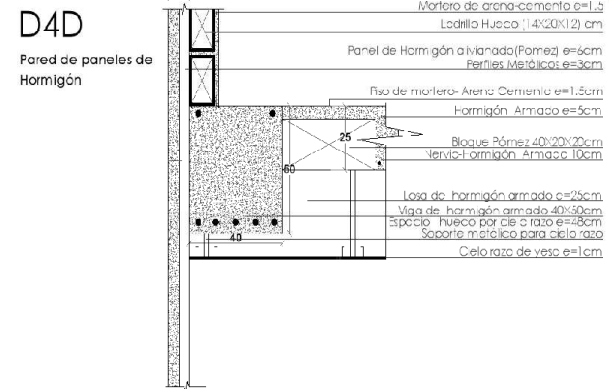 D4D
Pared de paneles de
Hormigón
Mortero de arena-cemento e=1.5
Ladrillo Hueco (14X20X12) cm
Panel de Hormigón alivianado(Pomez) e=6cm
Perfiles Metálicos e=3cm
Piso de mortero- Arena Cemento e=1.5cm
Hormigón Armado e=5cm
25
Bloque Pómez 40X20X20cm
Nervio-Hormigón Armado 10cm
Losa de hormigón armado e=25cm
Viga de hormigón armado 40X50cm
Espacio hueco por cielo razo e=48cm
Soporte metálico para cielo razo
40
Cielo razo de yeso e=1cm